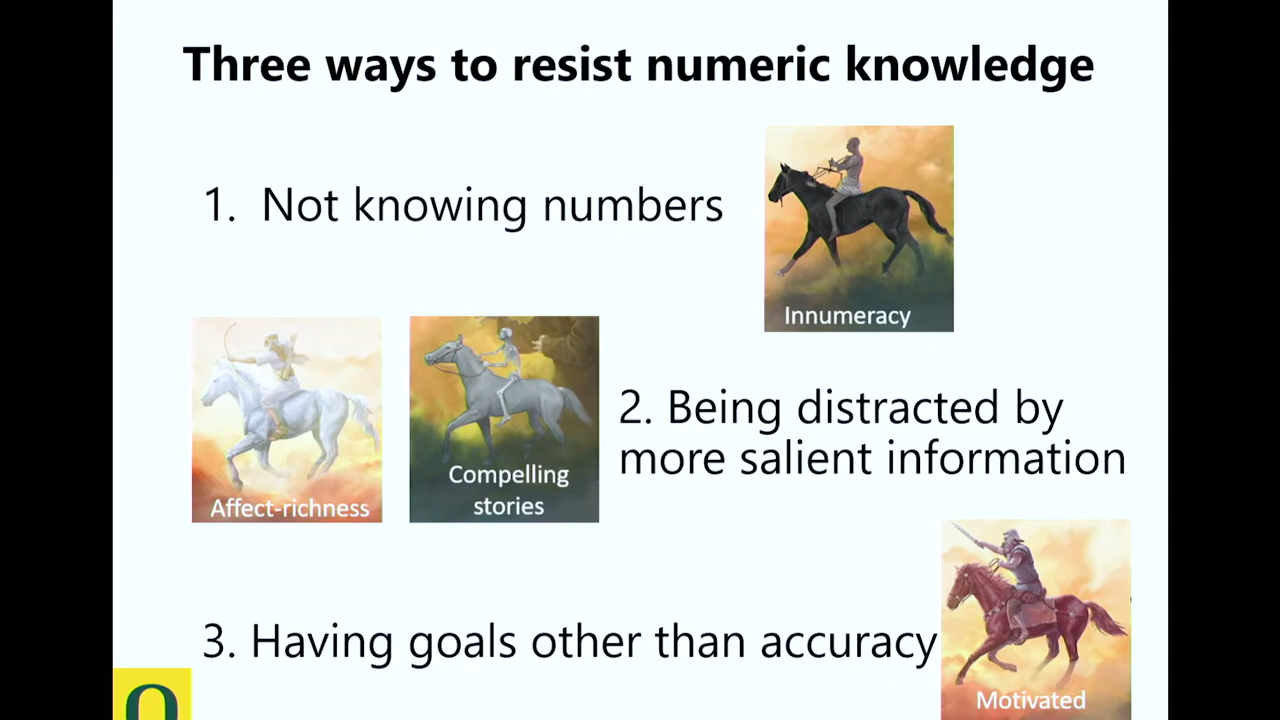 Three ways to resist numeric knowledge
1. Not knowing numbers
Innumeracy
Affect-richness
Compelling
stories
2. Being distracted by
more salient information
3. Having goals other than accuracy
Motivated
O